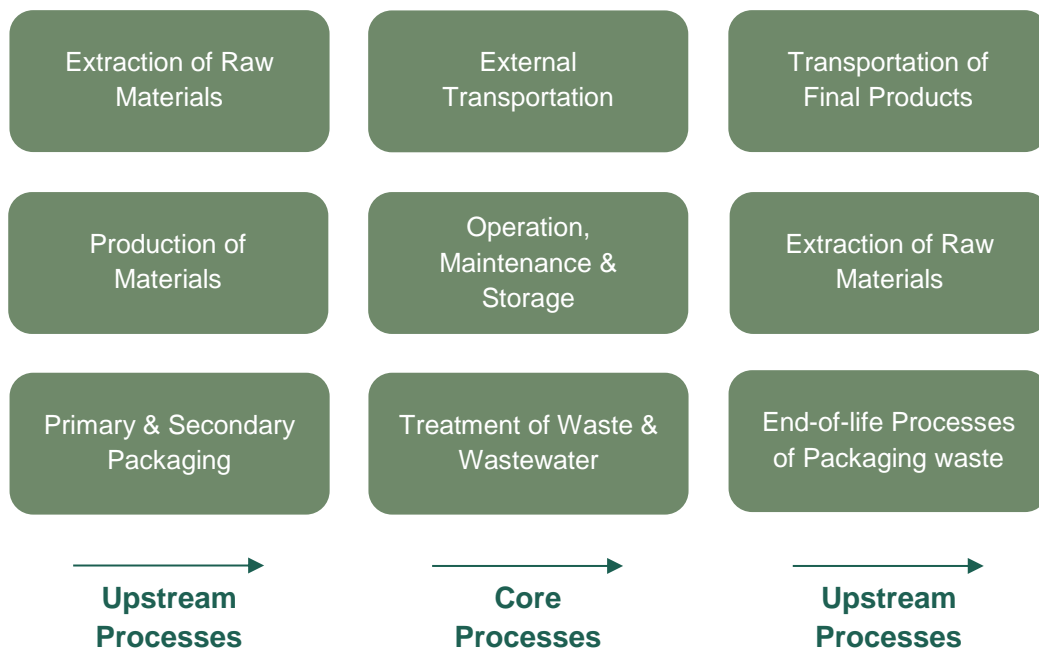 Extraction of Raw
Materials
External
Transportation
Transportation of
Final Products
Production of
Materials
Operation,
Maintenance &
Storage
Extraction of Raw
Materials
Primary & Secondary
Packaging
Treatment of Waste &
Wastewater
End-of-life Processes
of Packaging waste
Upstream
Processes
Core
Processes
Upstream
Processes